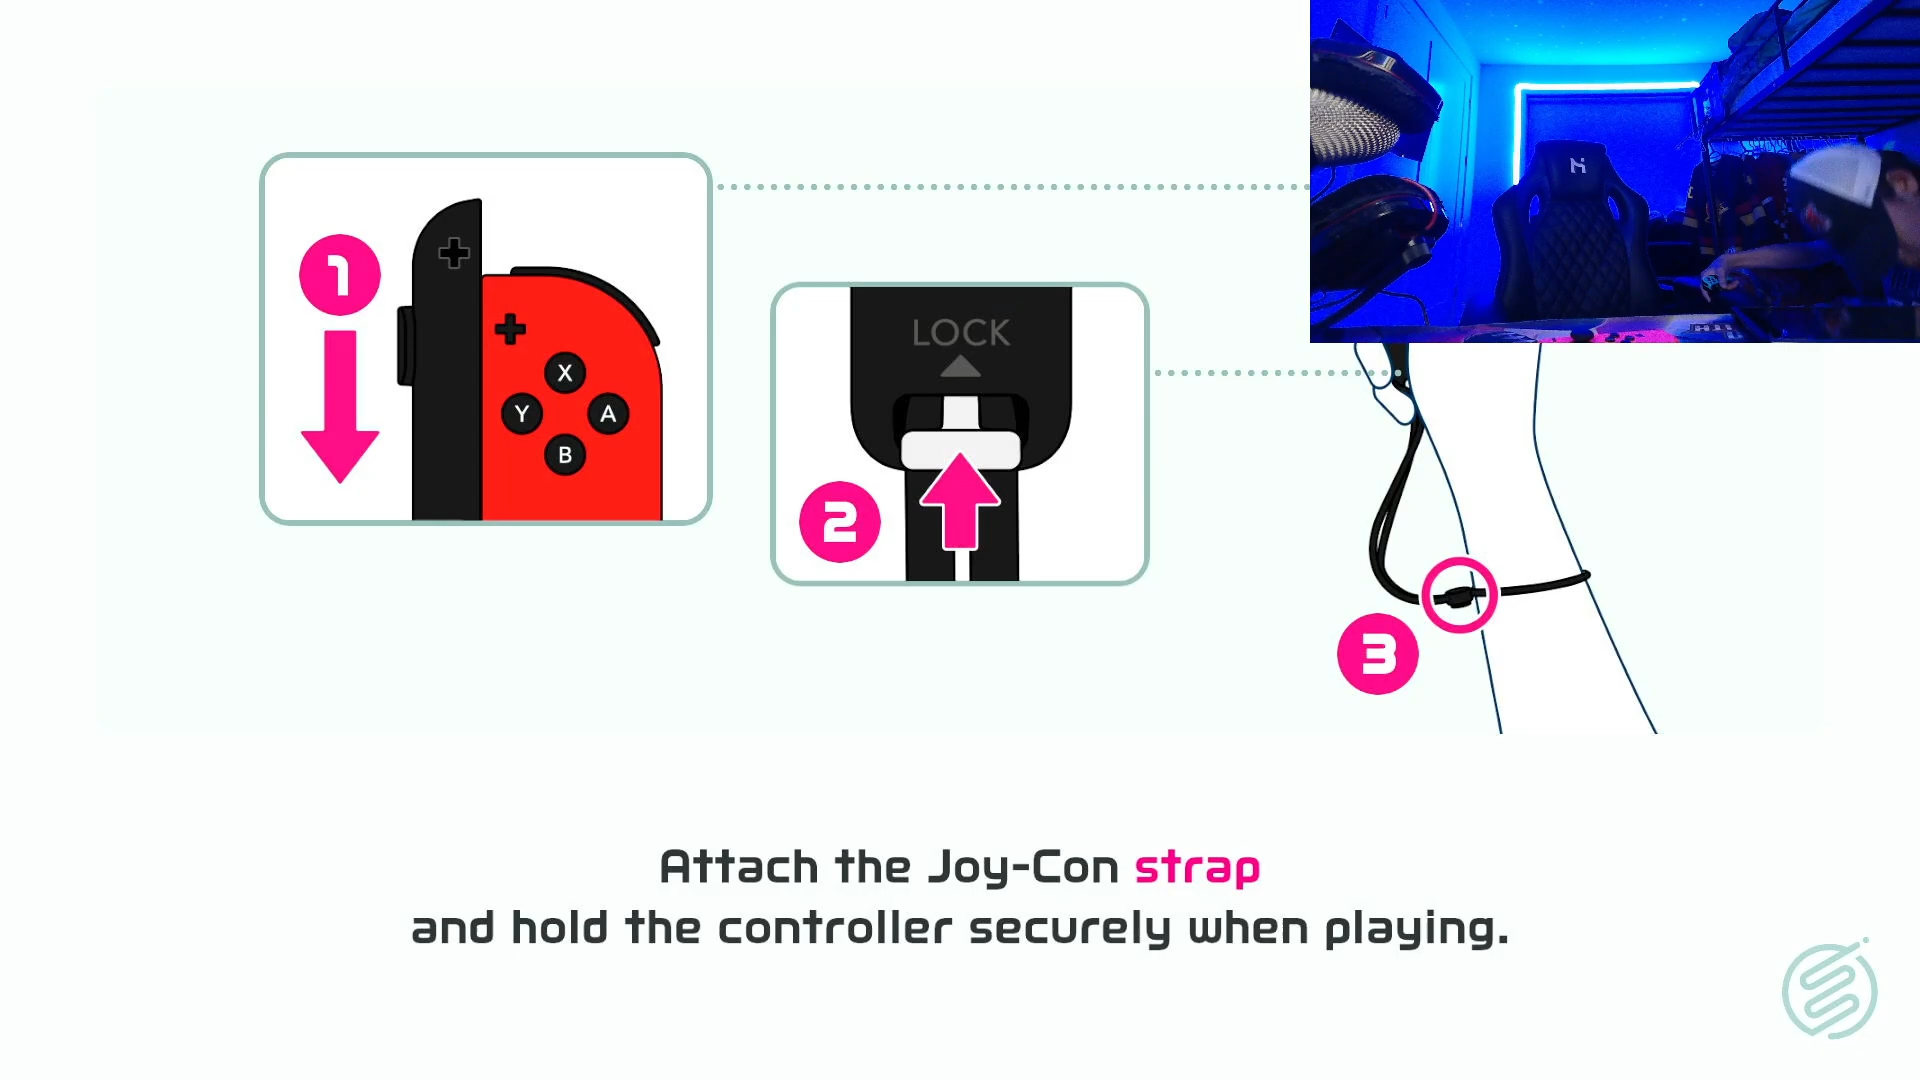 1
X
Y
A
B
LOCK
2
3
Attach the Joy-Con strap
and hold the controller securely when playing.